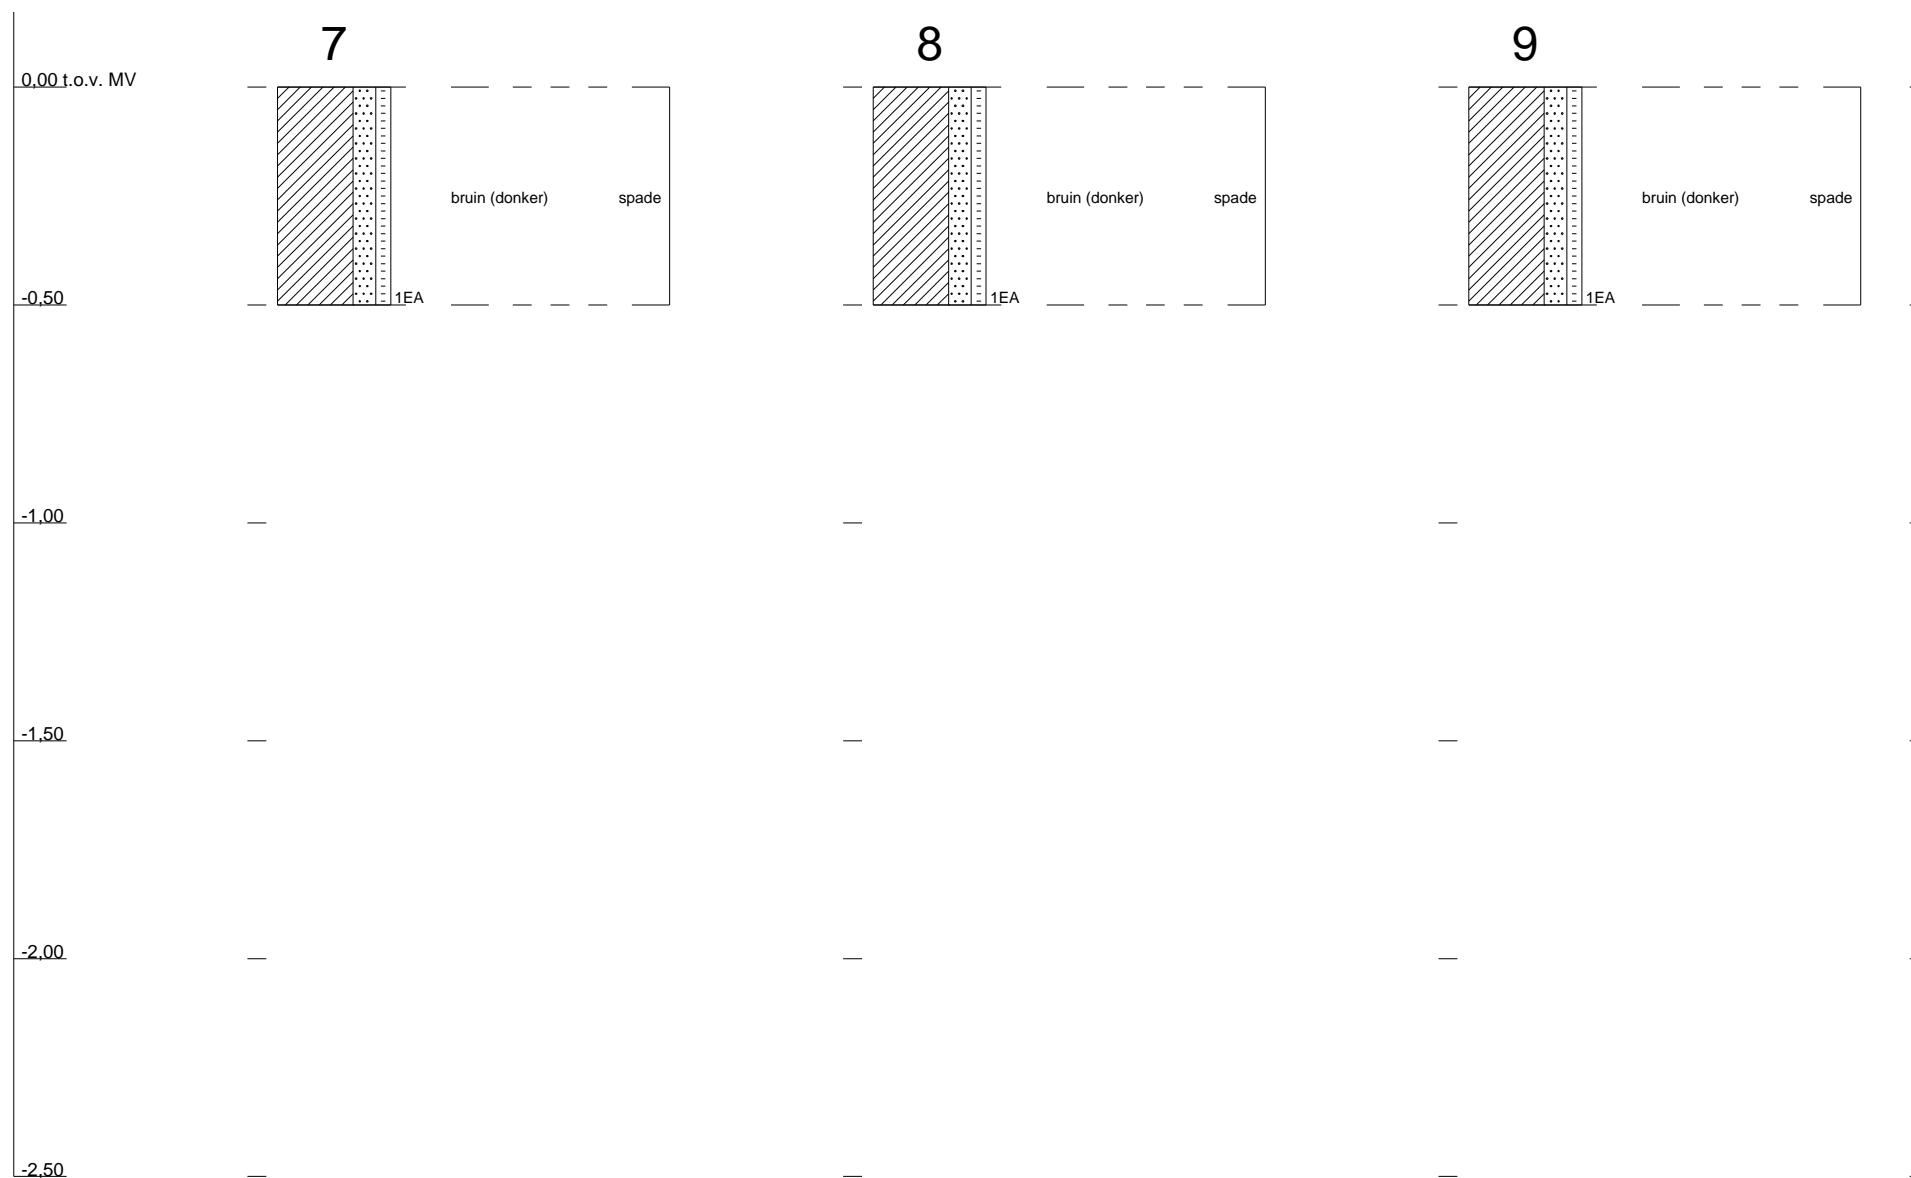 7 8 9
0,00 t.o.v. MV
bruin (donker) spade bruin (donker) spade bruin (donker) spade
-0,50 1EA 1EA 1EA
-1,00
-1,50
-2,00
-2,50